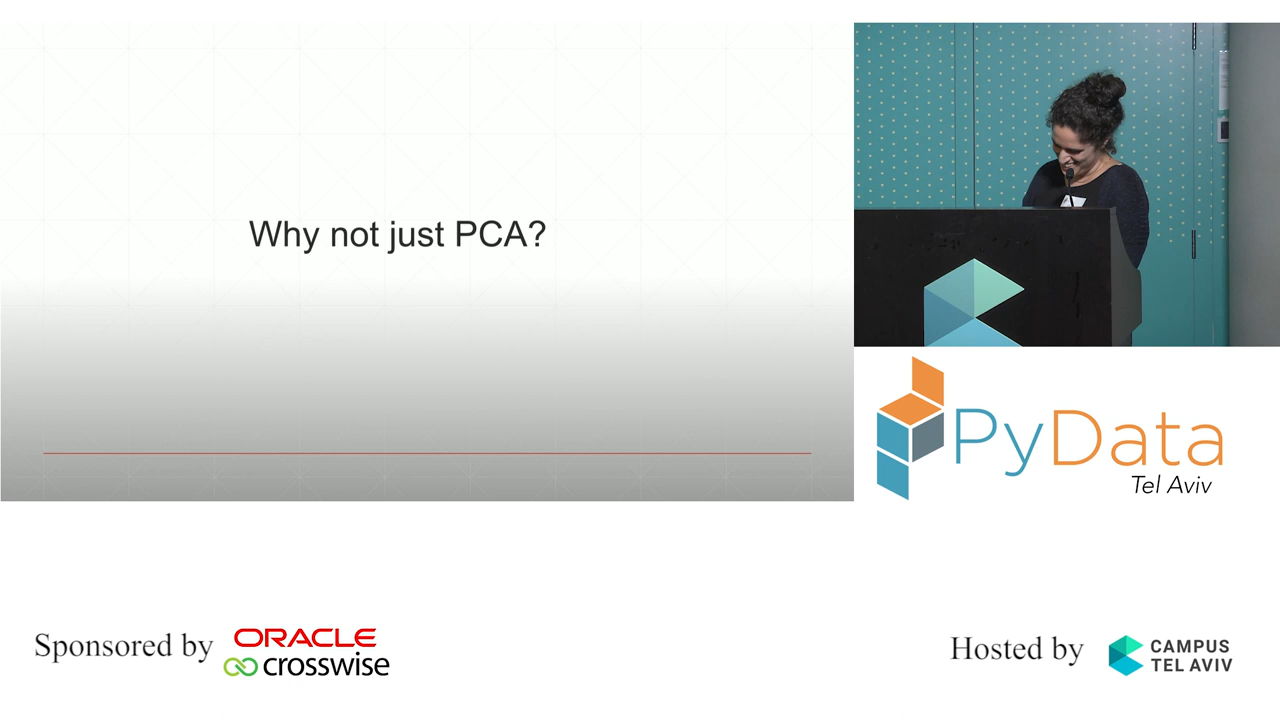 Why not just PCA?
PyData
Tel Aviv
Sponsored by
ORACLE
crosswise
Hosted by
CAMPUS
TEL AVIV